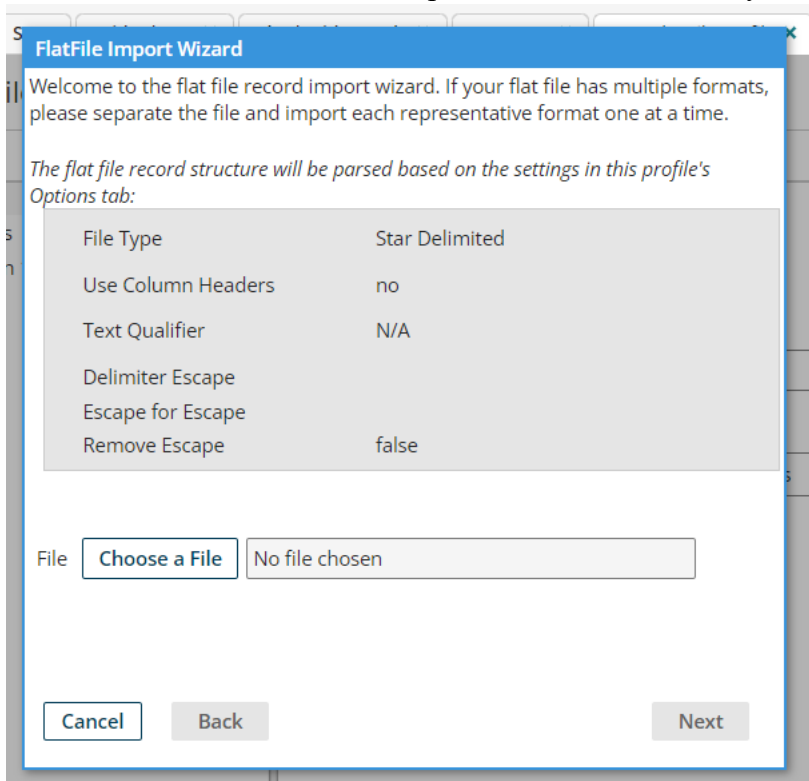 FlatFile Import Wizard
Welcome to the flat file record import wizard. If your flat file has multiple formats,
please separate the file and import each representative format one at a time.
The flat file record structure will be parsed based on the settings in this profile's
Options tab:
File Type Star Delimited
Use Column Headers no
Text Qualifier N/A
Delimiter Escape
Escape for Escape
Remove Escape false
File Choose a File No file chosen
Cancel Back Next